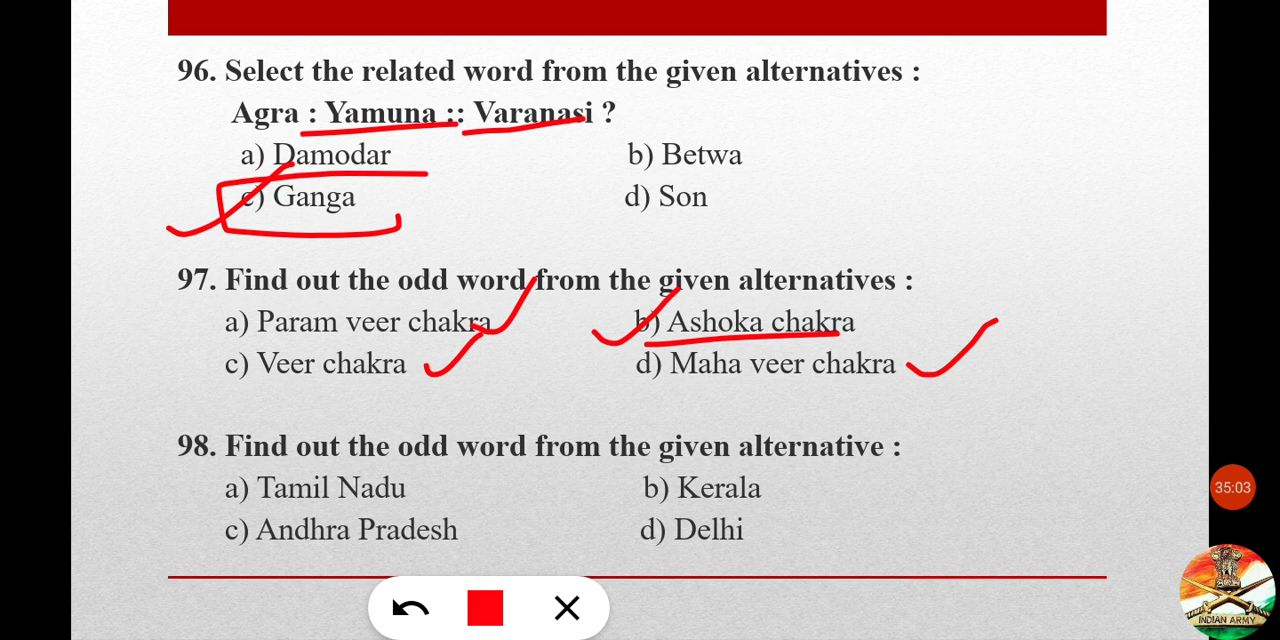 96. Select the related word from the given alternatives :
Agra : Yamuna :: Varanasi ?
a) Damodar b) Betwa
c) Ganga d) Son
97. Find out the odd word from the given alternatives :
a) Param veer chakra b) Ashoka chakra
c) Veer chakra d) Maha veer chakra
98. Find out the odd word from the given alternative :
a) Tamil Nadu b) Kerala
c) Andhra Pradesh d) Delhi
35:03
INDIAN ARMY